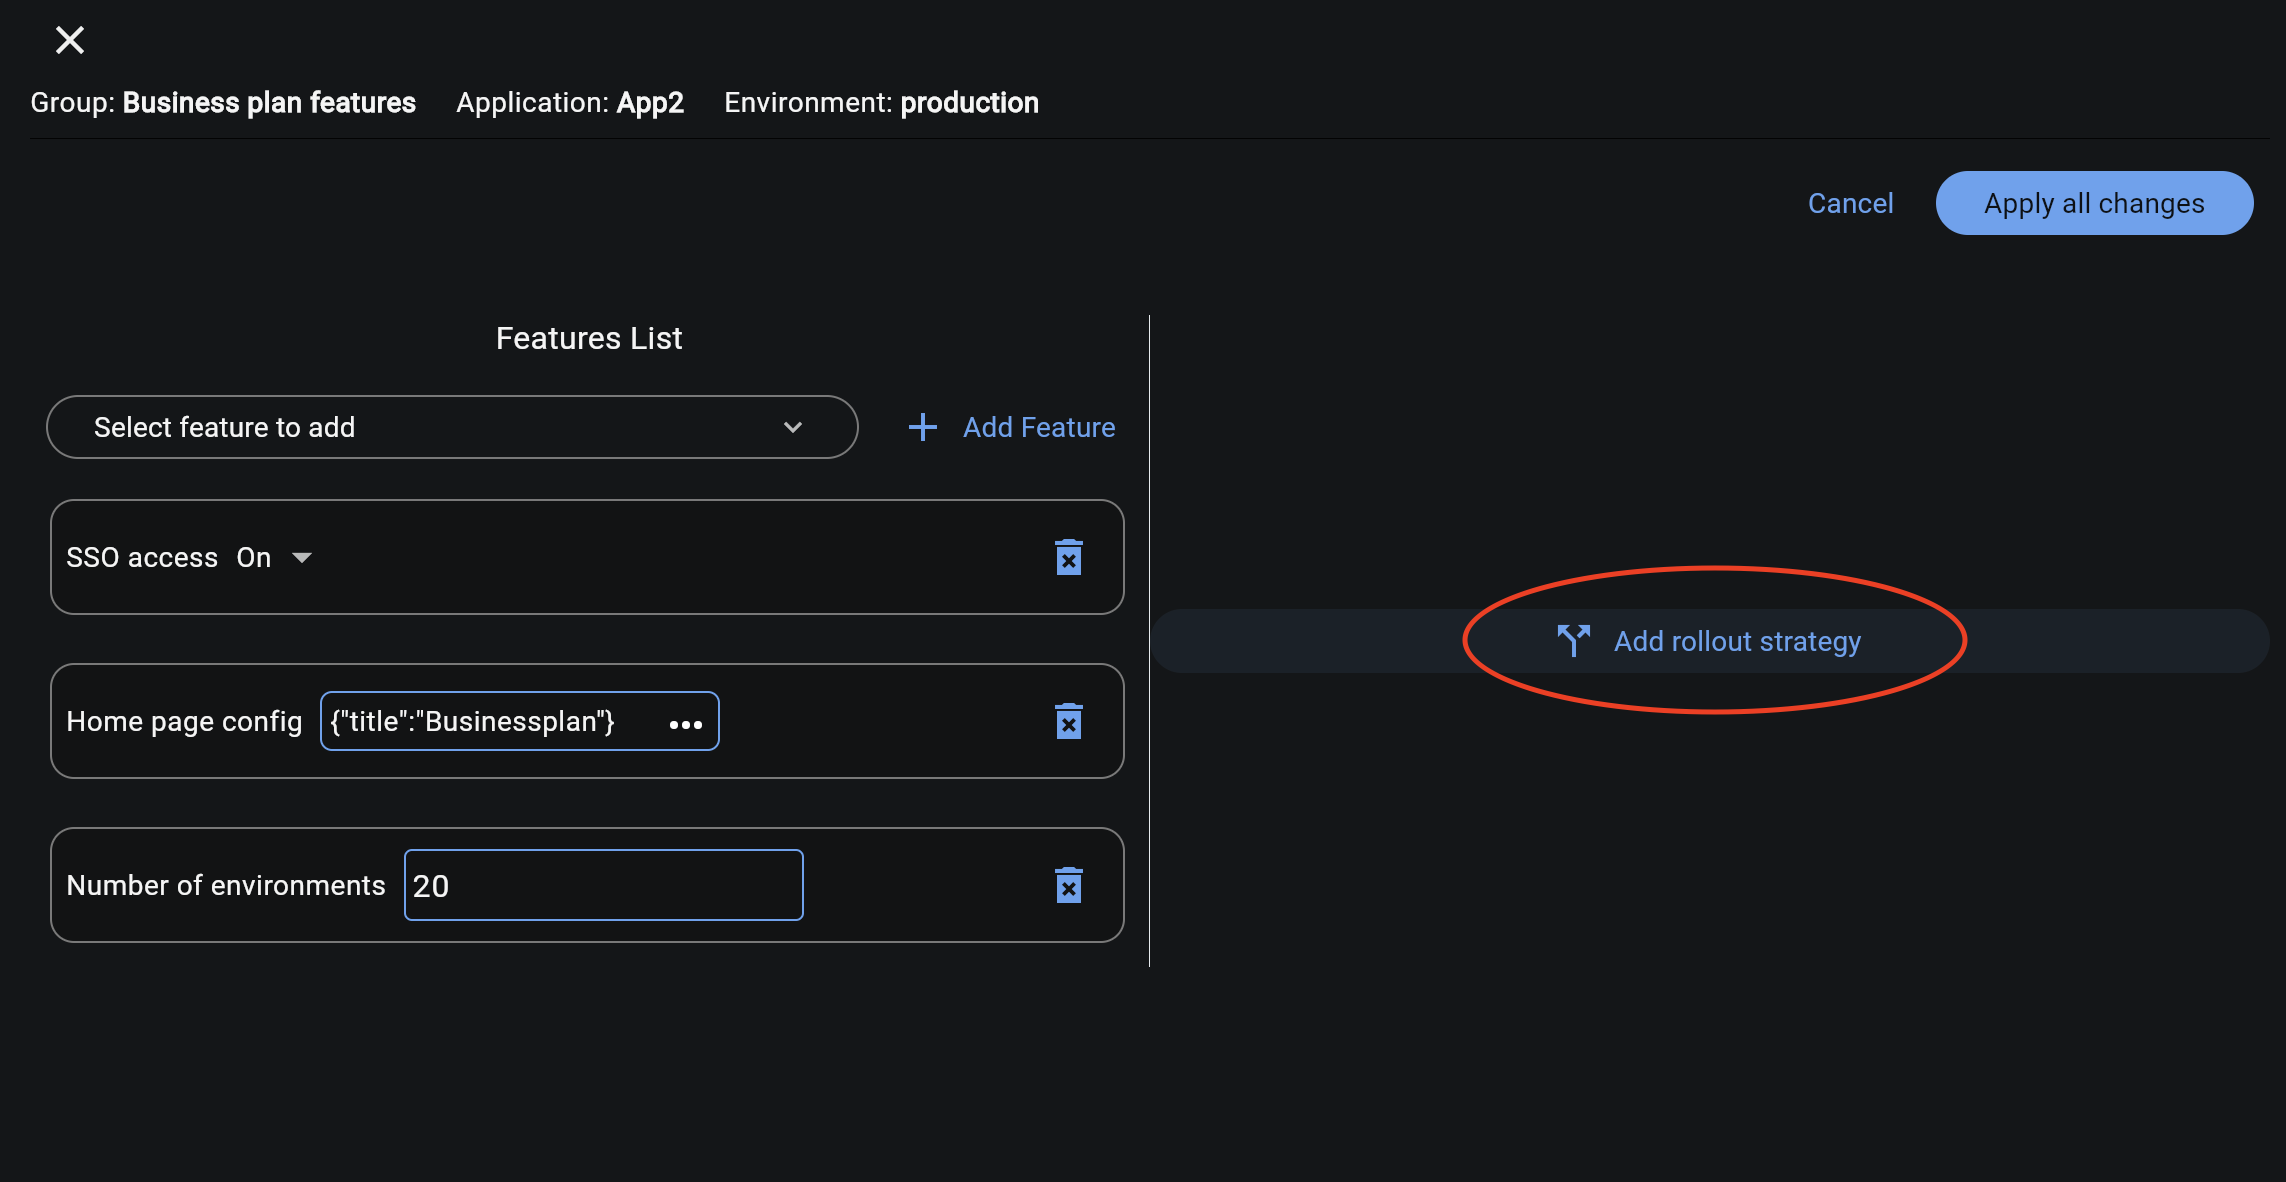 Group: Business plan features Application: App2 Environment: production
Cancel Apply all changes
Features List
Select feature to add
Add Feature
SSO access On
Home page config {"title":"Businessplan"}
Number of environments 20
Add rollout strategy